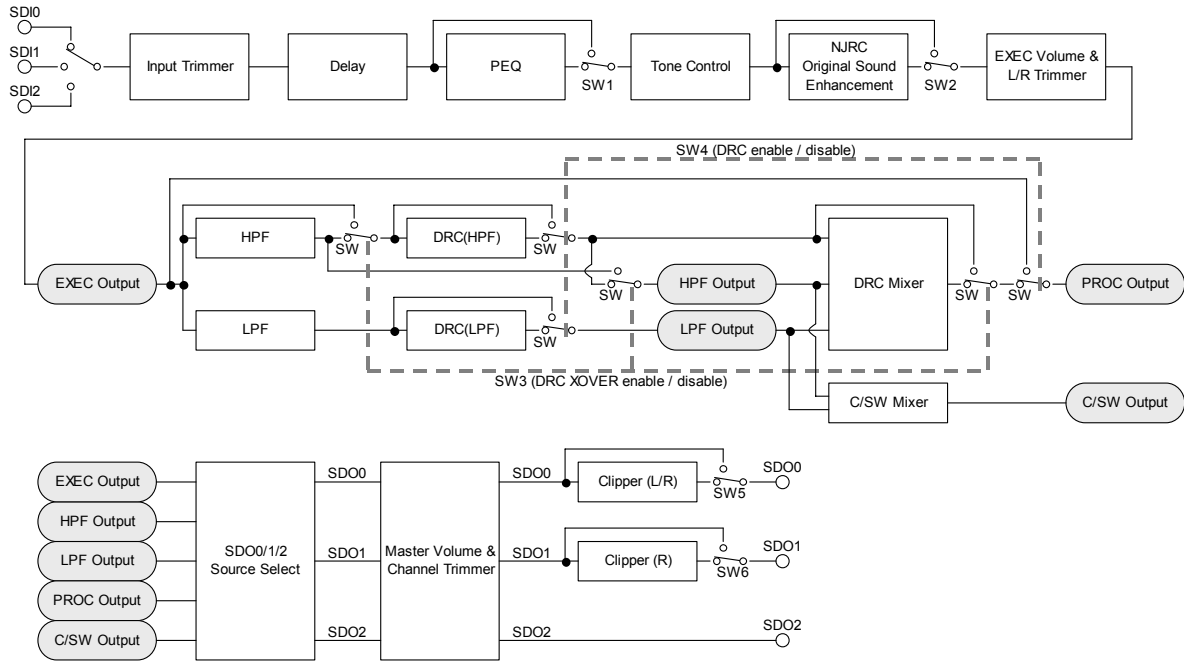 SDI0
SDI1
SDI2
Input Trimmer
Delay
PEQ
SW1
Tone Control
NJRC
Original Sound
Enhancement
SW2
EXEC Volume &
L/R Trimmer
SW4 (DRC enable / disable)
HPF
SW
DRC(HPF)
SW
EXEC Output
SW
HPF Output
DRC Mixer
SW
SW
PROC Output
LPF
DRC(LPF)
SW
LPF Output
SW3 (DRC XOVER enable / disable)
C/SW Mixer
C/SW Output
EXEC Output
HPF Output
LPF Output
PROC Output
C/SW Output
SDO0/1/2
Source Select
SDO0
SDO1
SDO2
Master Volume &
Channel Trimmer
SDO0
Clipper (L/R)
SW5
SDO0
SDO1
Clipper (R)
SW6
SDO1
SDO2
SDO2